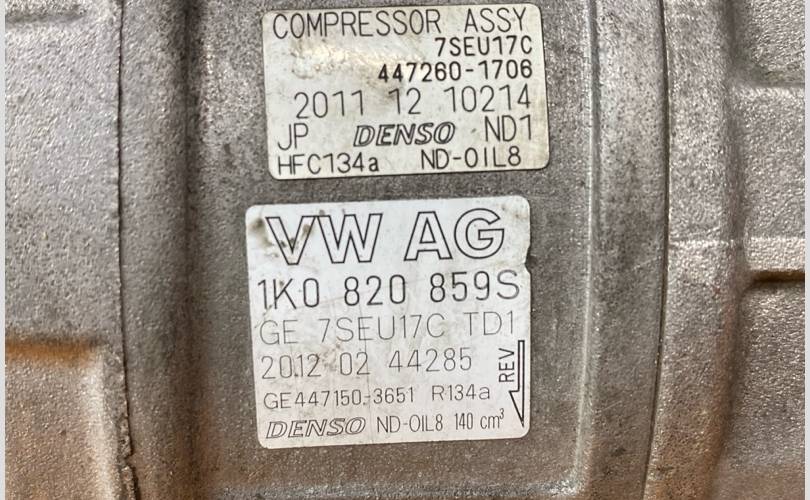 COMPRESSOR ASSY
7SEU17C
447260-1706
2011 12 10214
JP DENSO ND1
HFC134a ND-OIL8
VW AG
1K0 820 859S
GE 7SEU17C TD1
2012 02 44285
GE447150-3651 R134a
REV
DENSO ND-OIL8 140 cm³